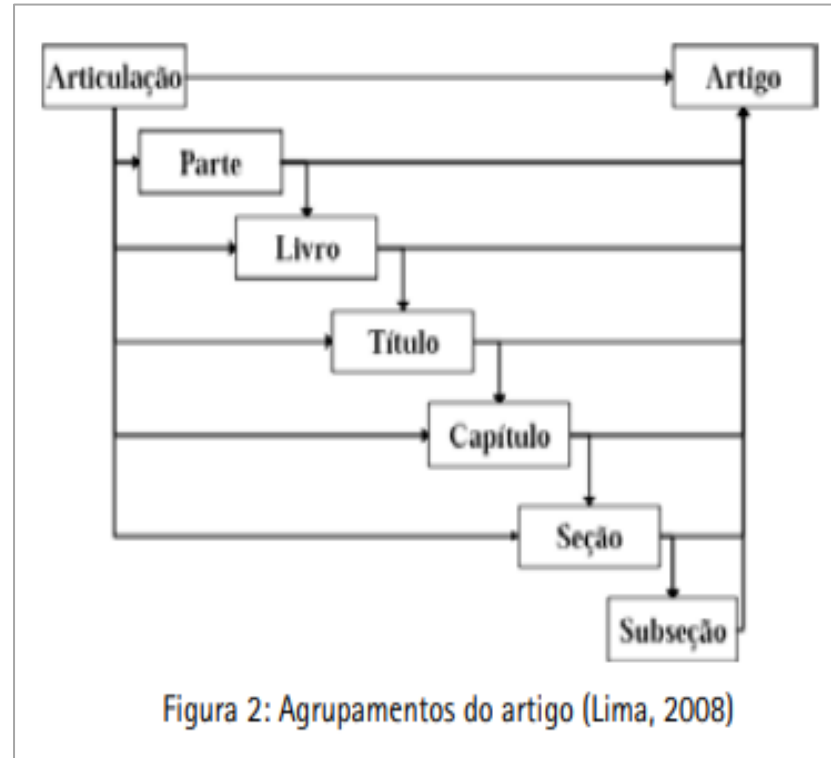 Articulação
Artigo
Parte
Livro
Título
Capítulo
Seção
Subseção
Figura 2: Agrupamentos do artigo (Lima, 2008)